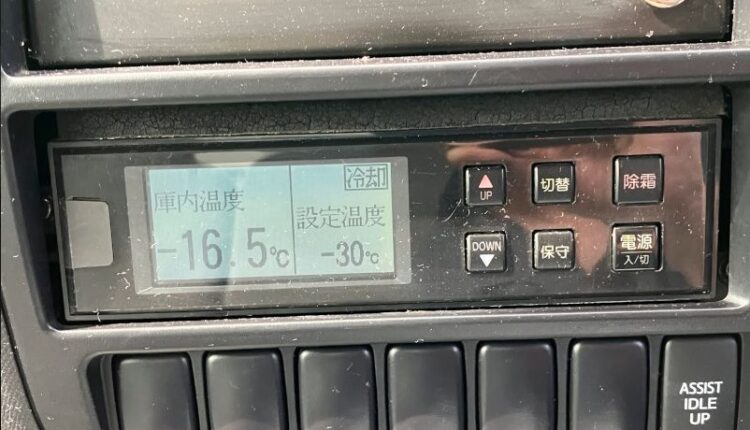 冷却
庫内温度
-16.5℃
設定温度
-30℃
▲
UP
切替
除霜
DOWN
▼
保守
電源
入/切
ASSIST
IDLE
UP